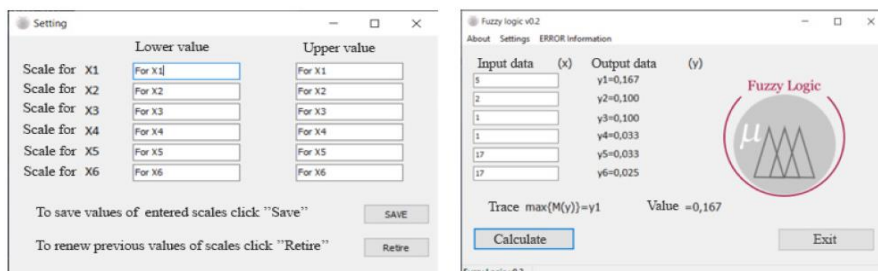 Setting
Lower value Upper value
Scale for X1 For X1 For X1
Scale for X2 For X2 For X2
Scale for X3 For X3 For X3
Scale for X4 For X4 For X4
Scale for X5 For X5 For X5
Scale for X6 For X6 For X6
To save values of entered scales click ”Save” SAVE
To renew previous values of scales click ”Retire” Retire
Fuzzy logic v0.2
About Settings ERROR Information
Input data (x) Output data (y)
5 y1=0,167
2 y2=0,100
1 y3=0,100
1 y4=0,033
17 y5=0,033
17 y6=0,025
Fuzzy Logic
μ
Trace max{M(y)}=y1 Value =0,167
Calculate Exit